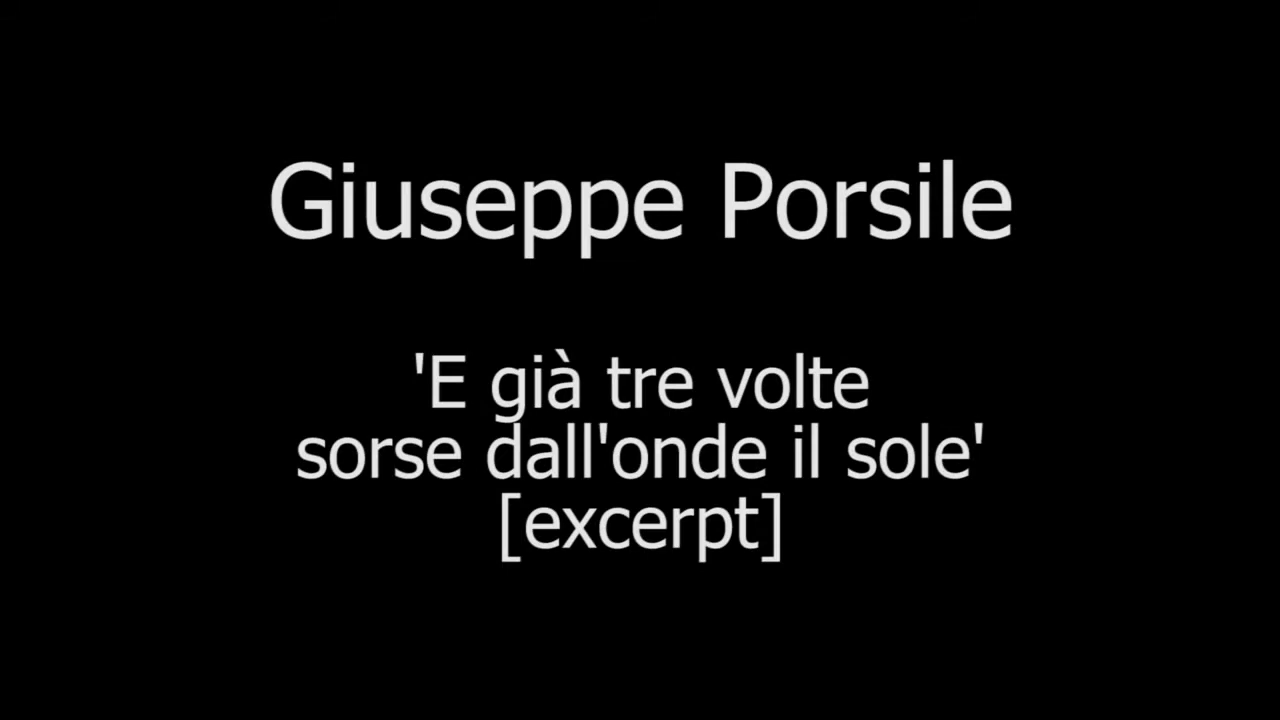 Giuseppe Porsile
'E già tre volte
sorse dall'onde il sole'
[excerpt]